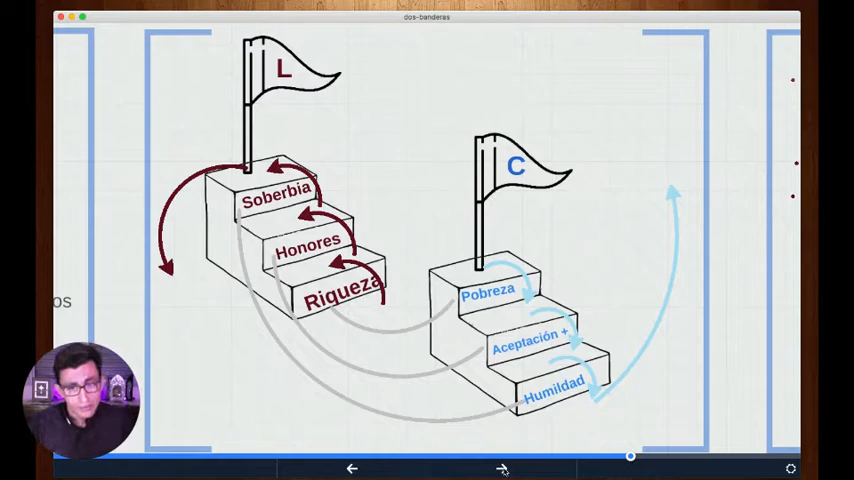 dos-banderas
L
C
Soberbia
Honores
Riqueza
Pobreza
Aceptación +
Humildad
os